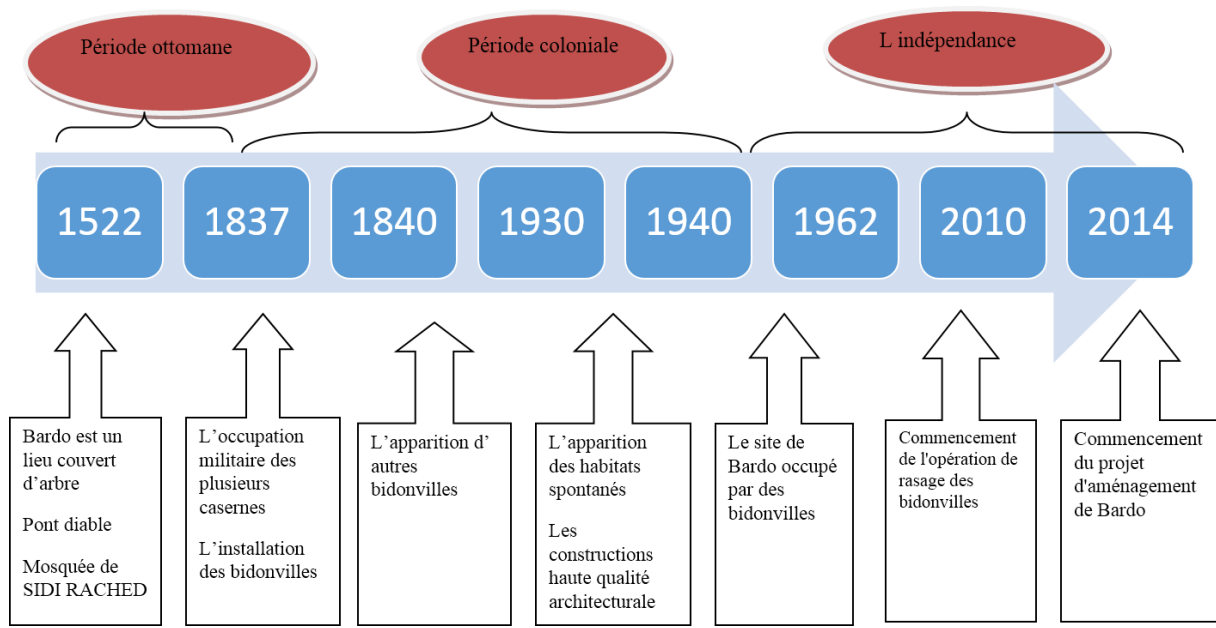 Période ottomane
Période coloniale
L indépendance
1522
1837
1840
1930
1940
1962
2010
2014
Bardo est un
lieu couvert
d’arbre
Pont diable
Mosquée de
SIDI RACHED
L’occupation
militaire des
plusieurs
casernes
L’installation
des bidonvilles
L’apparition d’
autres
bidonvilles
L’apparition
des habitats
spontanés
Les
constructions
haute qualité
architecturale
Le site de
Bardo occupé
par des
bidonvilles
Commencement
de l'opération de
rasage des
bidonvilles
Commencement
du projet
d'aménagement
de Bardo